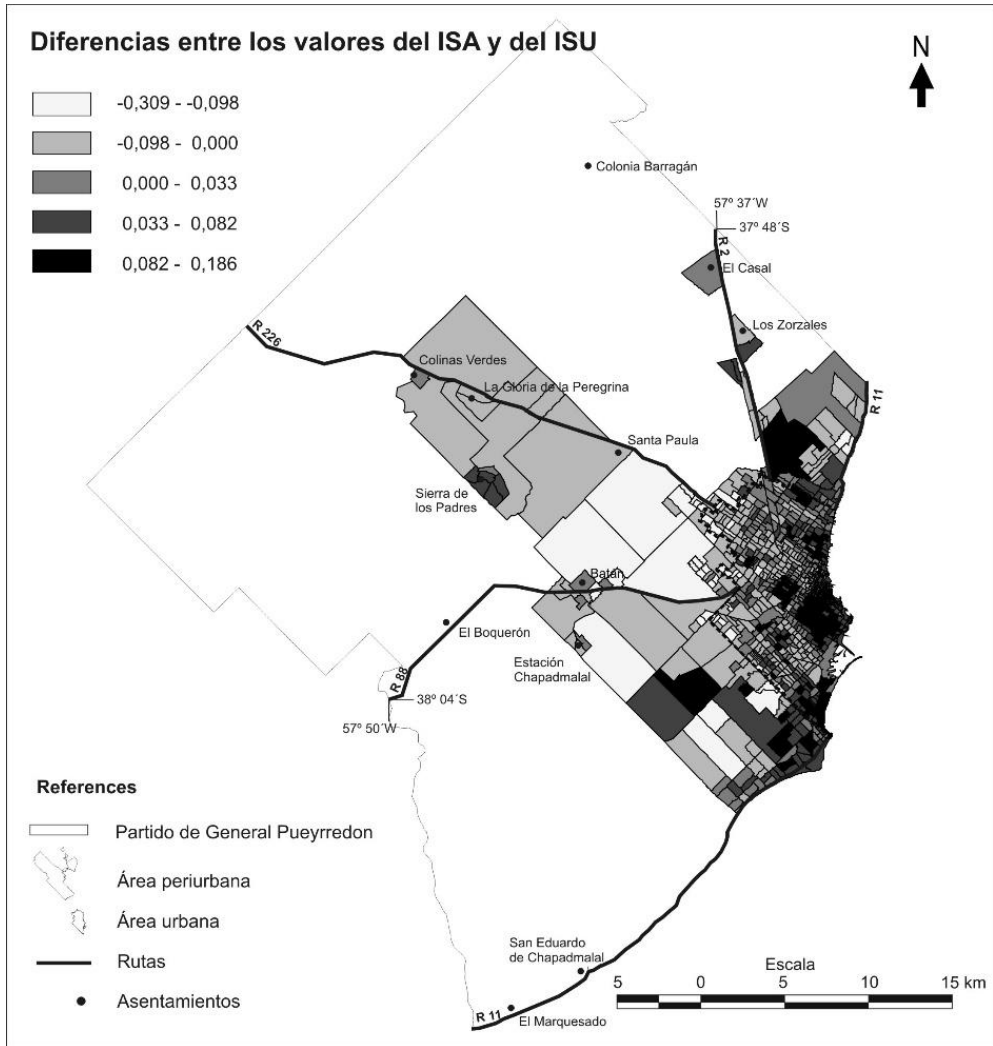 Diferencias entre los valores del ISA y del ISU
N
-0,309 - -0,098
-0,098 - 0,000
0,000 - 0,033
0,033 - 0,082
0,082 - 0,186
Colonia Barragán
57º 37´W
37º 48´S
R 2
El Casal
Los Zorzales
R 226
Colinas Verdes
La Gloria de la Peregrina
R 11
Santa Paula
Sierra de
los Padres
Batán
El Boquerón
Estación
Chapadmalal
R 88
38º 04´S
57º 50´W
References
Partido de General Pueyrredon
Área periurbana
Área urbana
Rutas
Asentamientos
San Eduardo
de Chapadmalal
R 11
El Marquesado
Escala
5 0 5 10 15 km